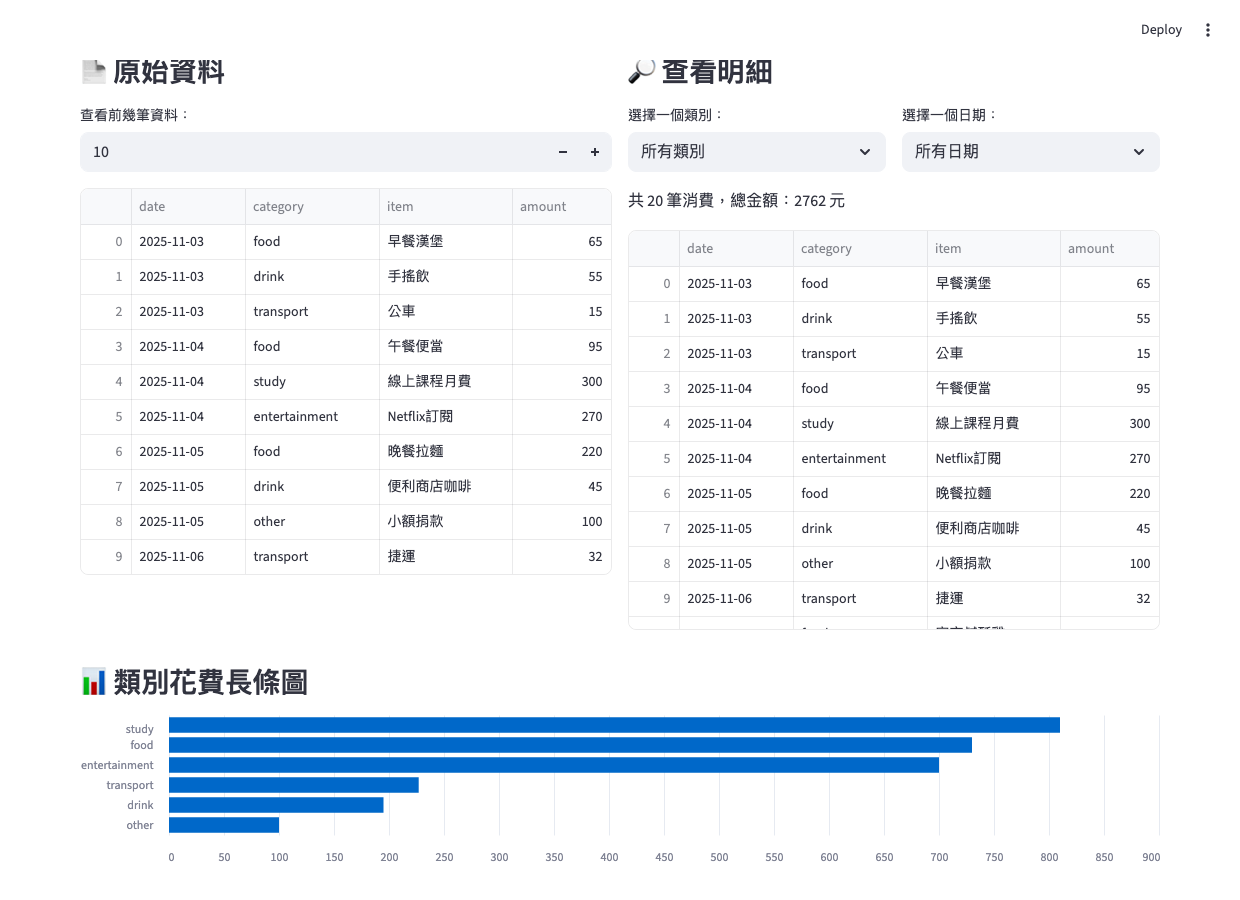 Deploy
原始資料
查看前幾筆資料：
10
date category item amount
0 2025-11-03 food 早餐漢堡 65
1 2025-11-03 drink 手搖飲 55
2 2025-11-03 transport 公車 15
3 2025-11-04 food 午餐便當 95
4 2025-11-04 study 線上課程月費 300
5 2025-11-04 entertainment Netflix訂閱 270
6 2025-11-05 food 晚餐拉麵 220
7 2025-11-05 drink 便利商店咖啡 45
8 2025-11-05 other 小額捐款 100
9 2025-11-06 transport 捷運 32
查看明細
選擇一個類別： 選擇一個日期：
所有類別 所有日期
共 20 筆消費，總金額：2762 元
date category item amount
0 2025-11-03 food 早餐漢堡 65
1 2025-11-03 drink 手搖飲 55
2 2025-11-03 transport 公車 15
3 2025-11-04 food 午餐便當 95
4 2025-11-04 study 線上課程月費 300
5 2025-11-04 entertainment Netflix訂閱 270
6 2025-11-05 food 晚餐拉麵 220
7 2025-11-05 drink 便利商店咖啡 45
8 2025-11-05 other 小額捐款 100
9 2025-11-06 transport 捷運 32
類別花費長條圖
study
food
entertainment
transport
drink
other
0 50 100 150 200 250 300 350 400 450 500 550 600 650 700 750 800 850 900